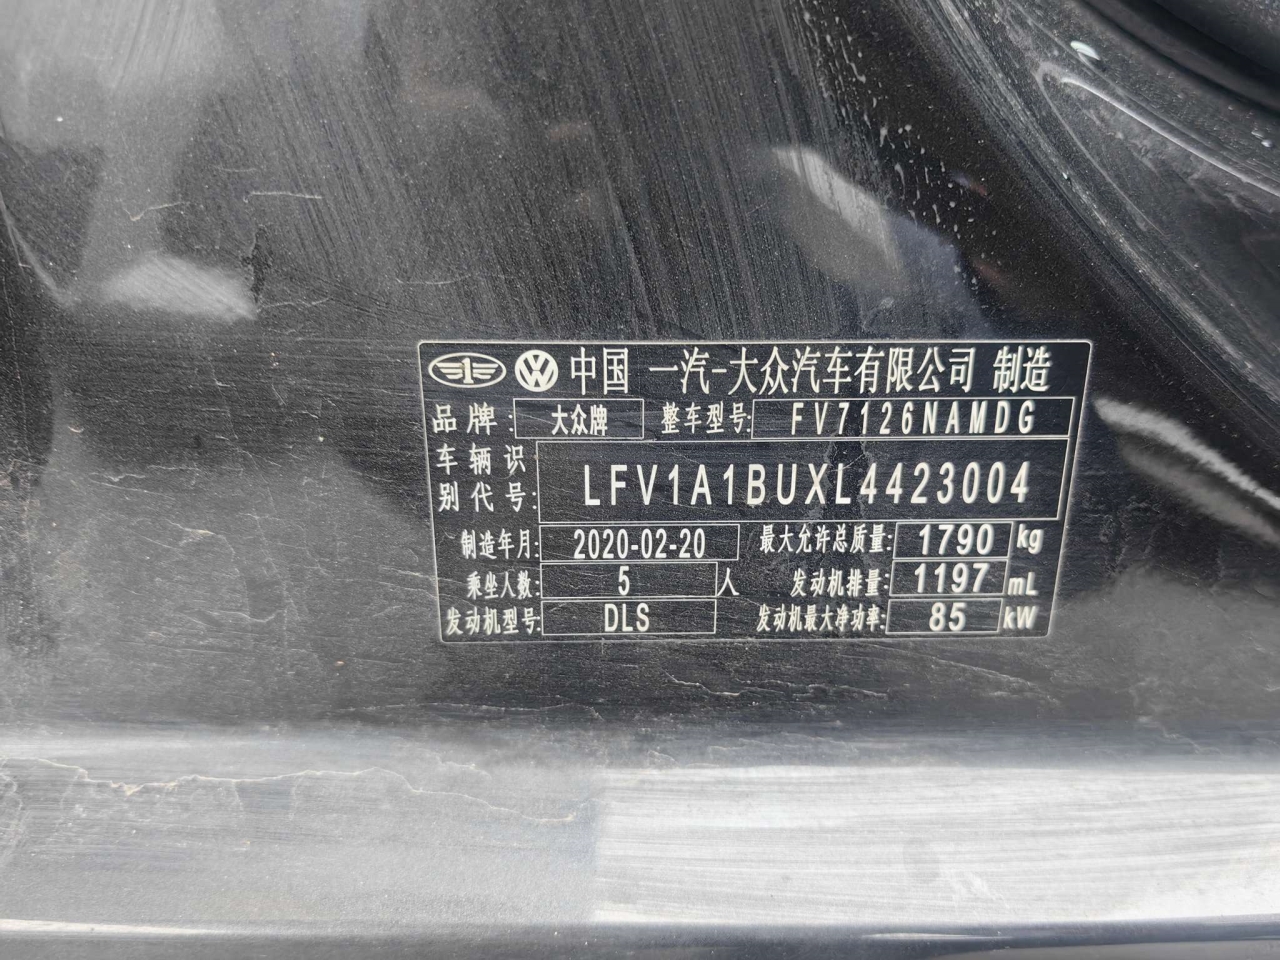 中国 一汽-大众汽车有限公司 制造
品牌: 大众牌 整车型号: FV7126NAMDG
车辆识别代号: LFV1A1BUXL4423004
制造年月: 2020-02-20 最大允许总质量: 1790 kg
乘坐人数: 5 人 发动机排量: 1197 mL
发动机型号: DLS 发动机最大净功率: 85 kW